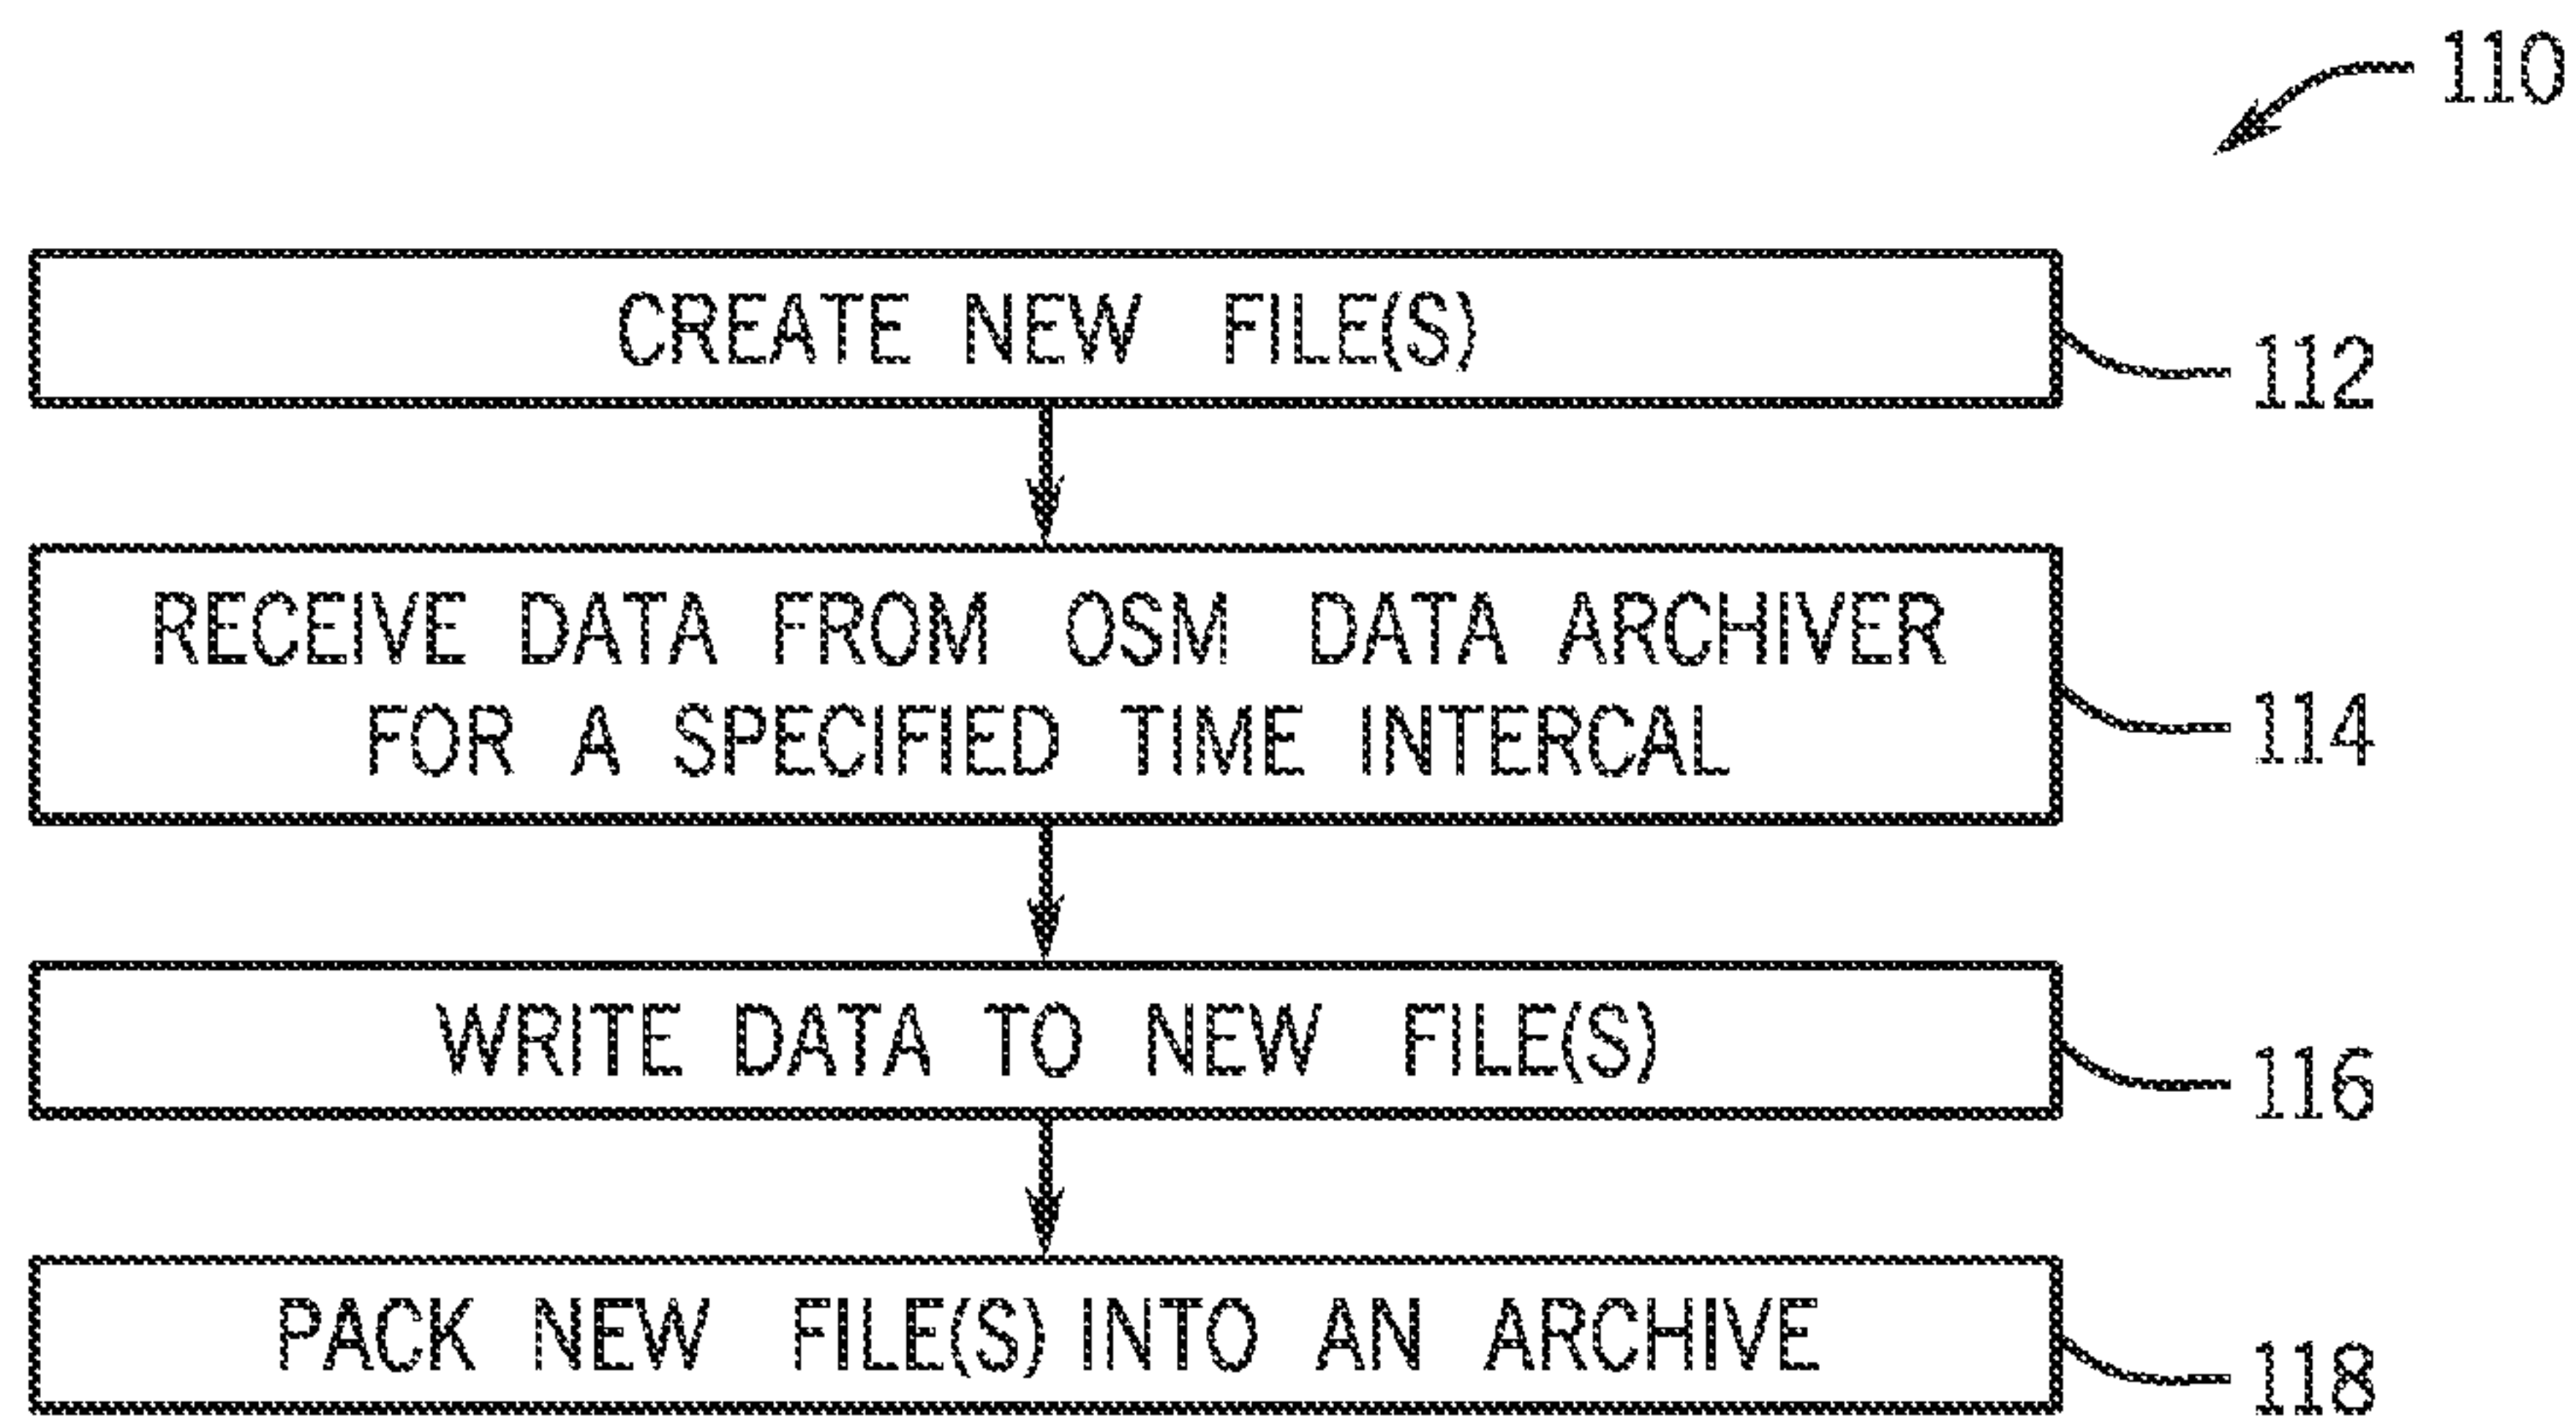 110
CREATE NEW FILE(S)
112
RECEIVE DATA FROM OSM DATA ARCHIVER
FOR A SPECIFIED TIME INTERCAL
114
WRITE DATA TO NEW FILE(S)
116
PACK NEW FILE(S) INTO AN ARCHIVE
118